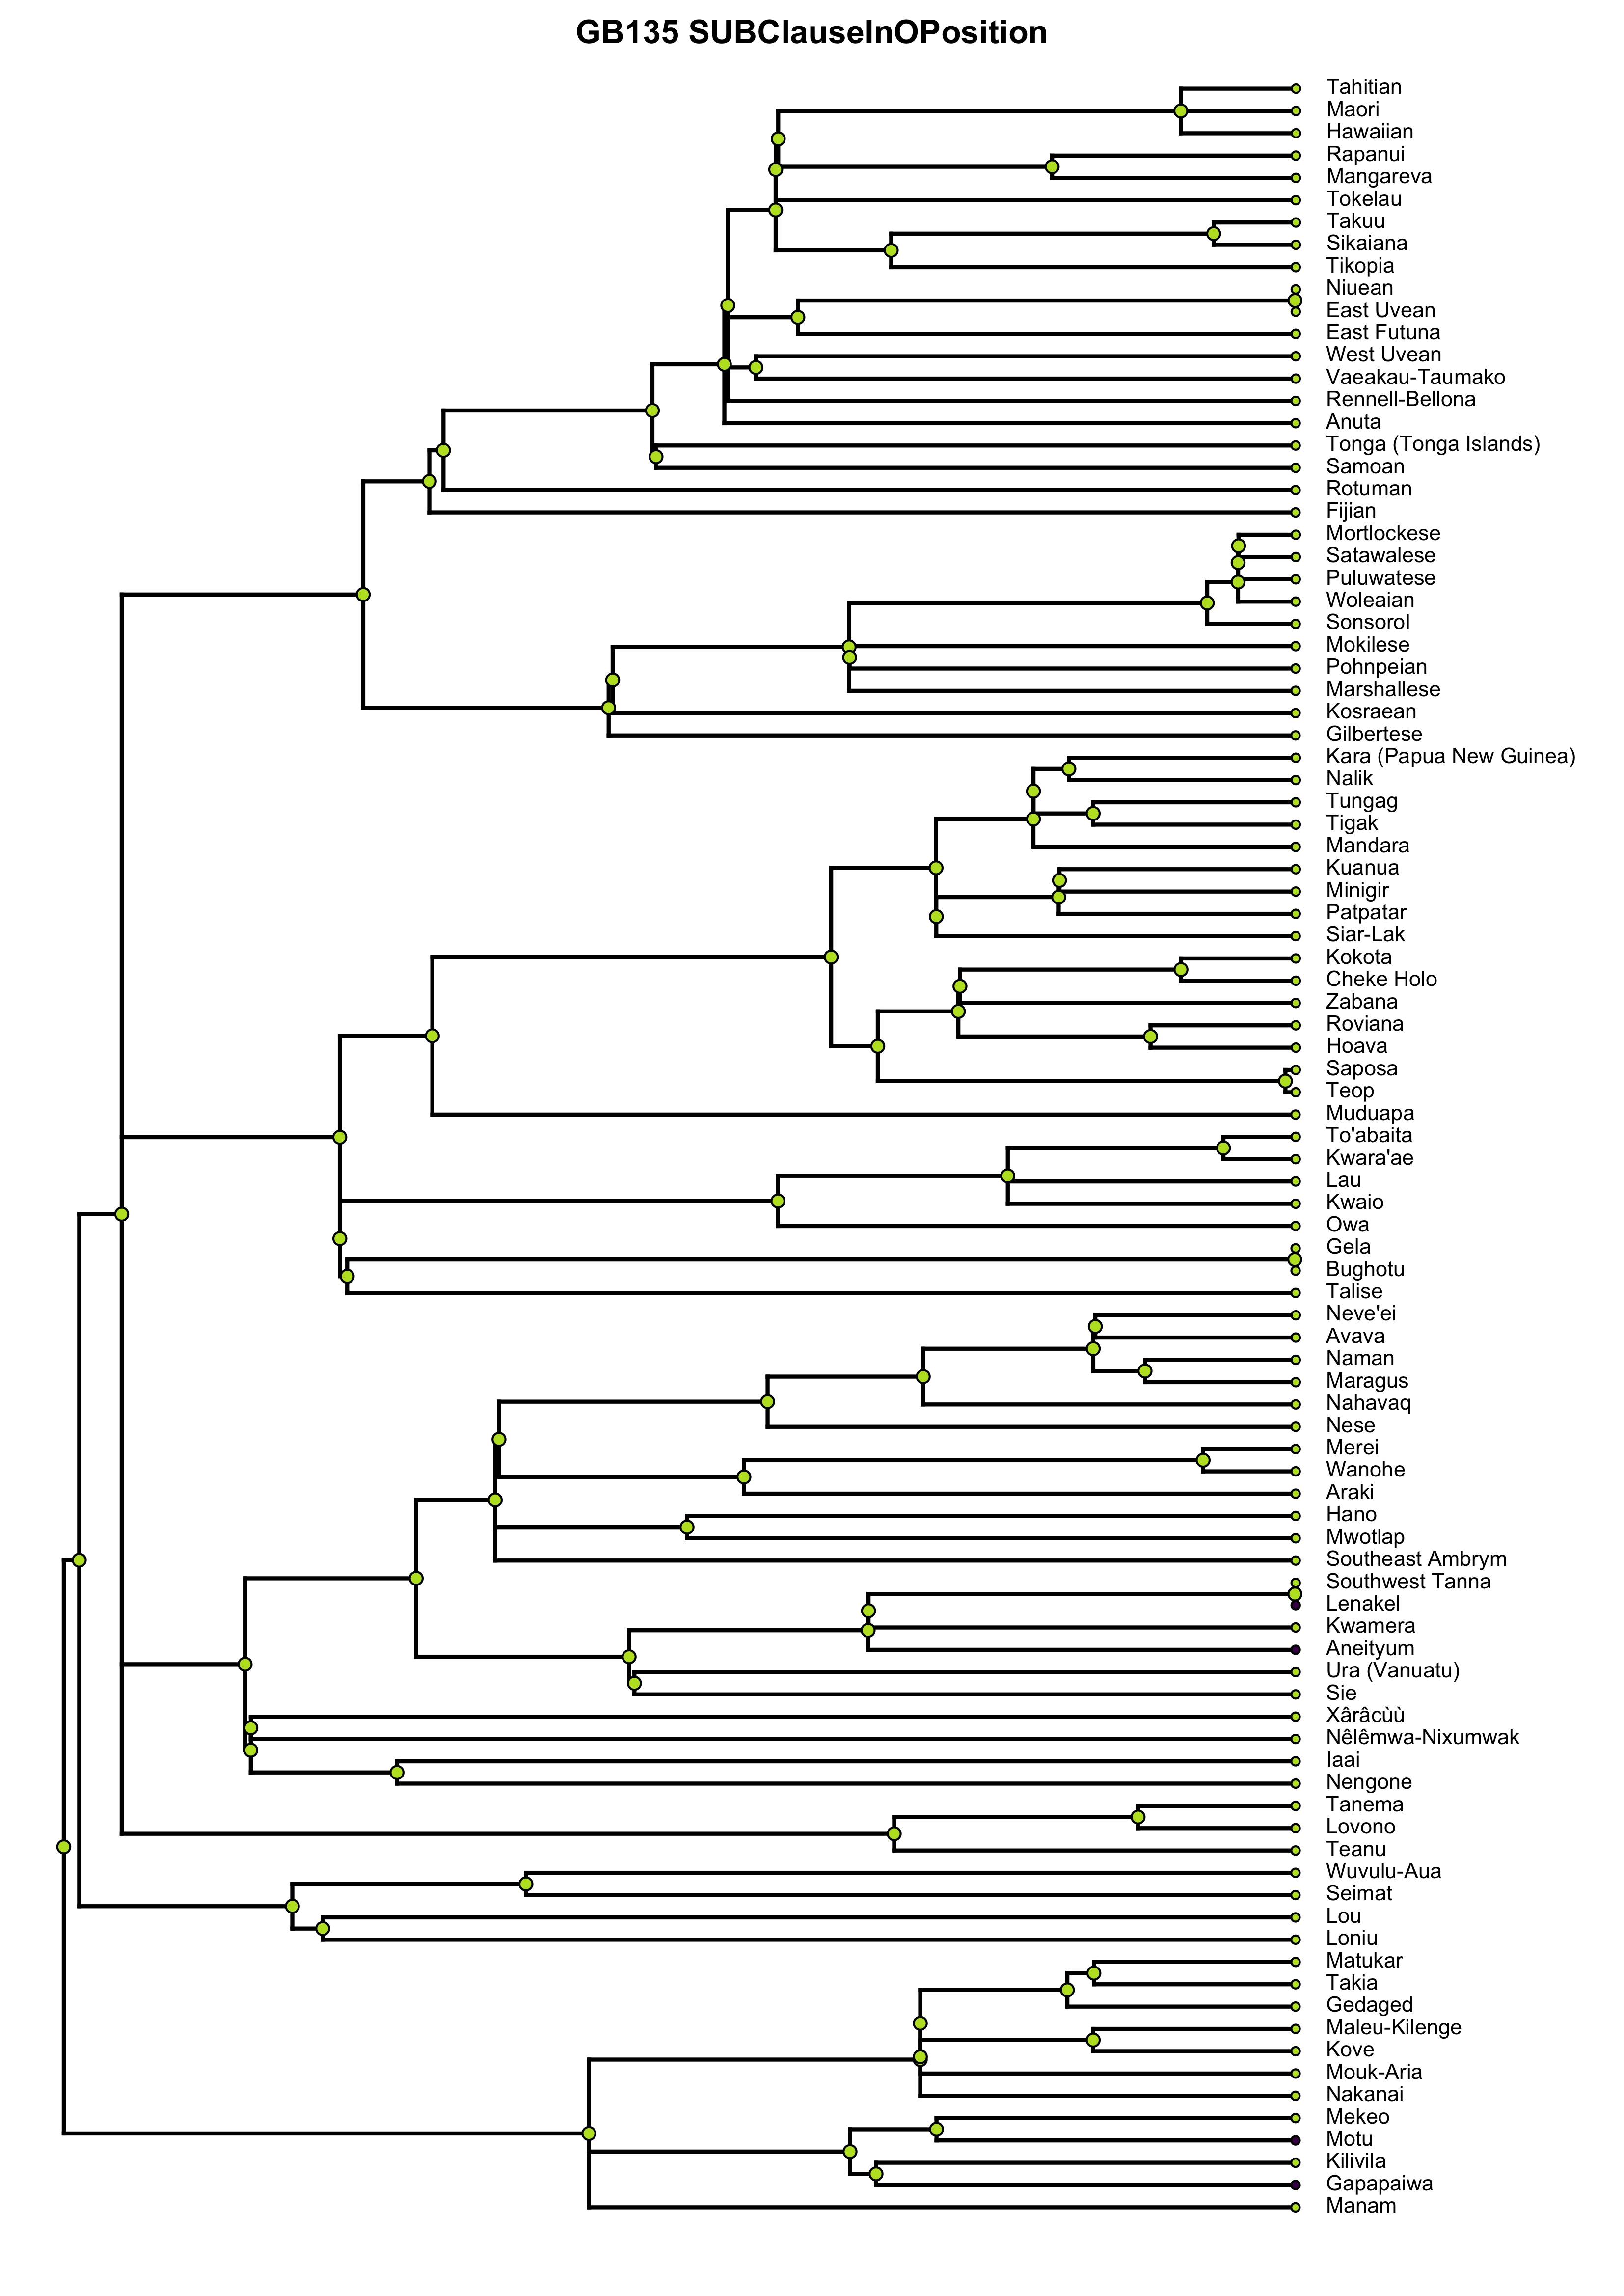 GB135 SUBClauseInOPosition
Tahitian
Maori
Hawaiian
Rapanui
Mangareva
Tokelau
Takuu
Sikaiana
Tikopia
Niuean
East Uvean
East Futuna
West Uvean
Vaeakau-Taumako
Rennell-Bellona
Anuta
Tonga (Tonga Islands)
Samoan
Rotuman
Fijian
Mortlockese
Satawalese
Puluwatese
Woleaian
Sonsorol
Mokilese
Pohnpeian
Marshallese
Kosraean
Gilbertese
Kara (Papua New Guinea)
Nalik
Tungag
Tigak
Mandara
Kuanua
Minigir
Patpatar
Siar-Lak
Kokota
Cheke Holo
Zabana
Roviana
Hoava
Saposa
Teop
Muduapa
To'abaita
Kwara'ae
Lau
Kwaio
Owa
Gela
Bughotu
Talise
Neve'ei
Avava
Naman
Maragus
Nahavaq
Nese
Merei
Wanohe
Araki
Hano
Mwotlap
Southeast Ambrym
Southwest Tanna
Lenakel
Kwamera
Aneityum
Ura (Vanuatu)
Sie
Xârâcùù
Nêlêmwa-Nixumwak
Iaai
Nengone
Tanema
Lovono
Teanu
Wuvulu-Aua
Seimat
Lou
Loniu
Matukar
Takia
Gedaged
Maleu-Kilenge
Kove
Mouk-Aria
Nakanai
Mekeo
Motu
Kilivila
Gapapaiwa
Manam